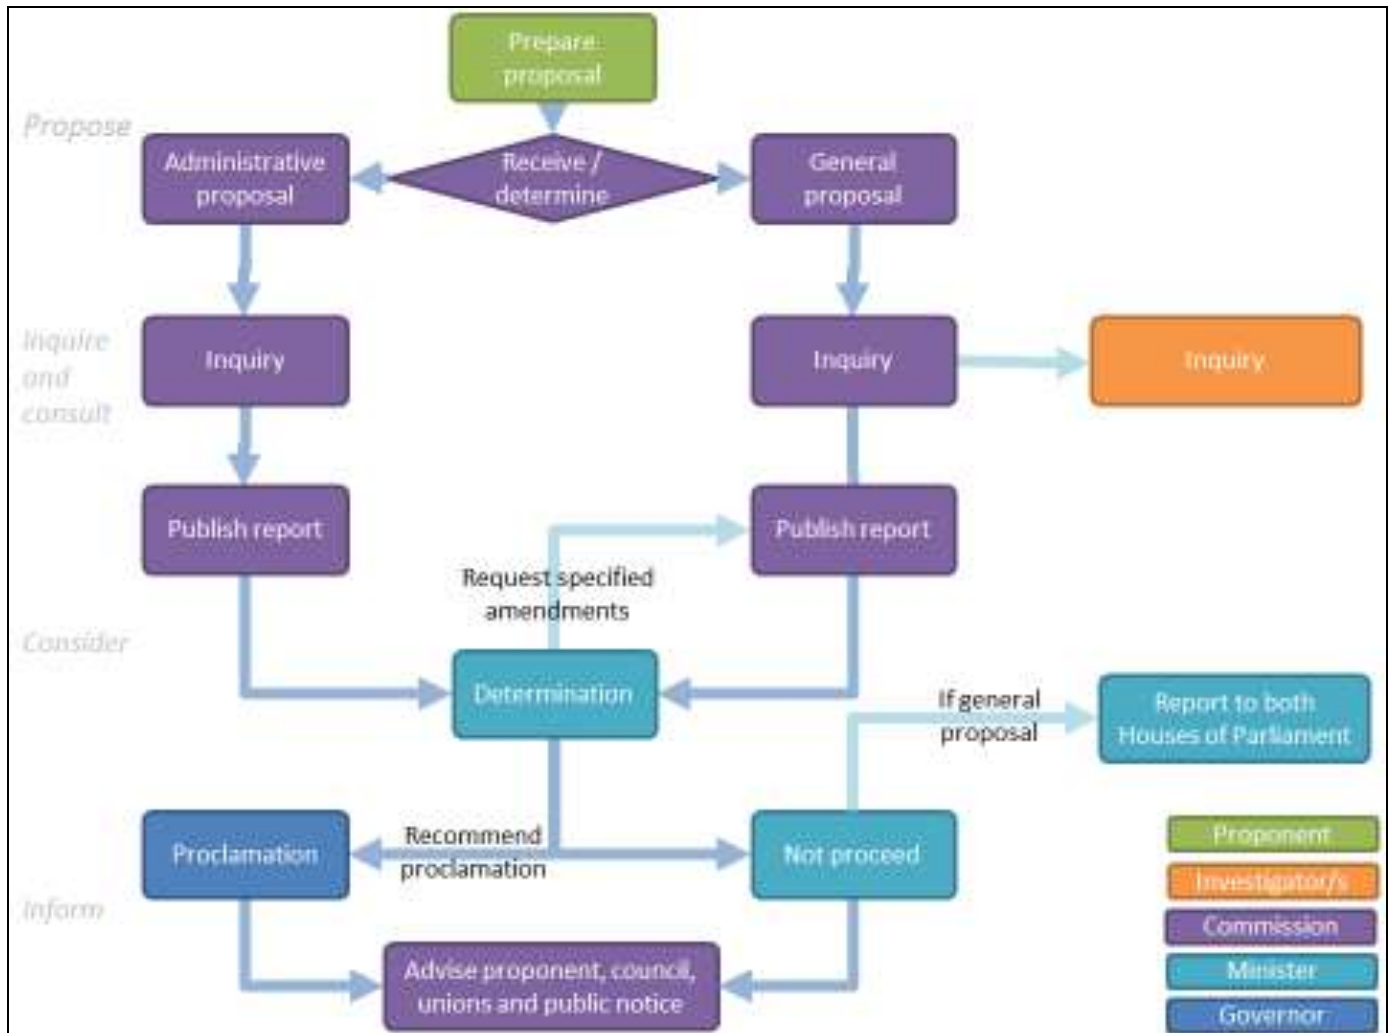 Prepare
proposal
Propose
Administrative
proposal
Receive /
determine
General
proposal
Inquire
and
consult
Inquiry
Inquiry
Inquiry
Publish report
Publish report
Request specified
amendments
Consider
Determination
If general
proposal
Report to both
Houses of Parliament
Proclamation
Recommend
proclamation
Not proceed
Inform
Advise proponent, council,
unions and public notice
Proponent
Investigator/s
Commission
Minister
Governor